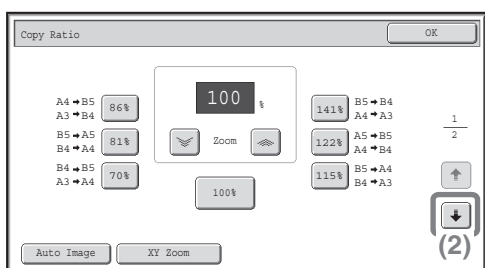 Copy Ratio
OK
A4➡B5
A3➡B4
86%
B5➡A5
B4➡A4
81%
B4➡B5
A3➡A4
70%
100 %
Zoom
100%
141%
B5➡B4
A4➡A3
122%
A5➡B5
A4➡B4
115%
B5➡A4
B4➡A3
1
2
(2)
Auto Image
XY Zoom